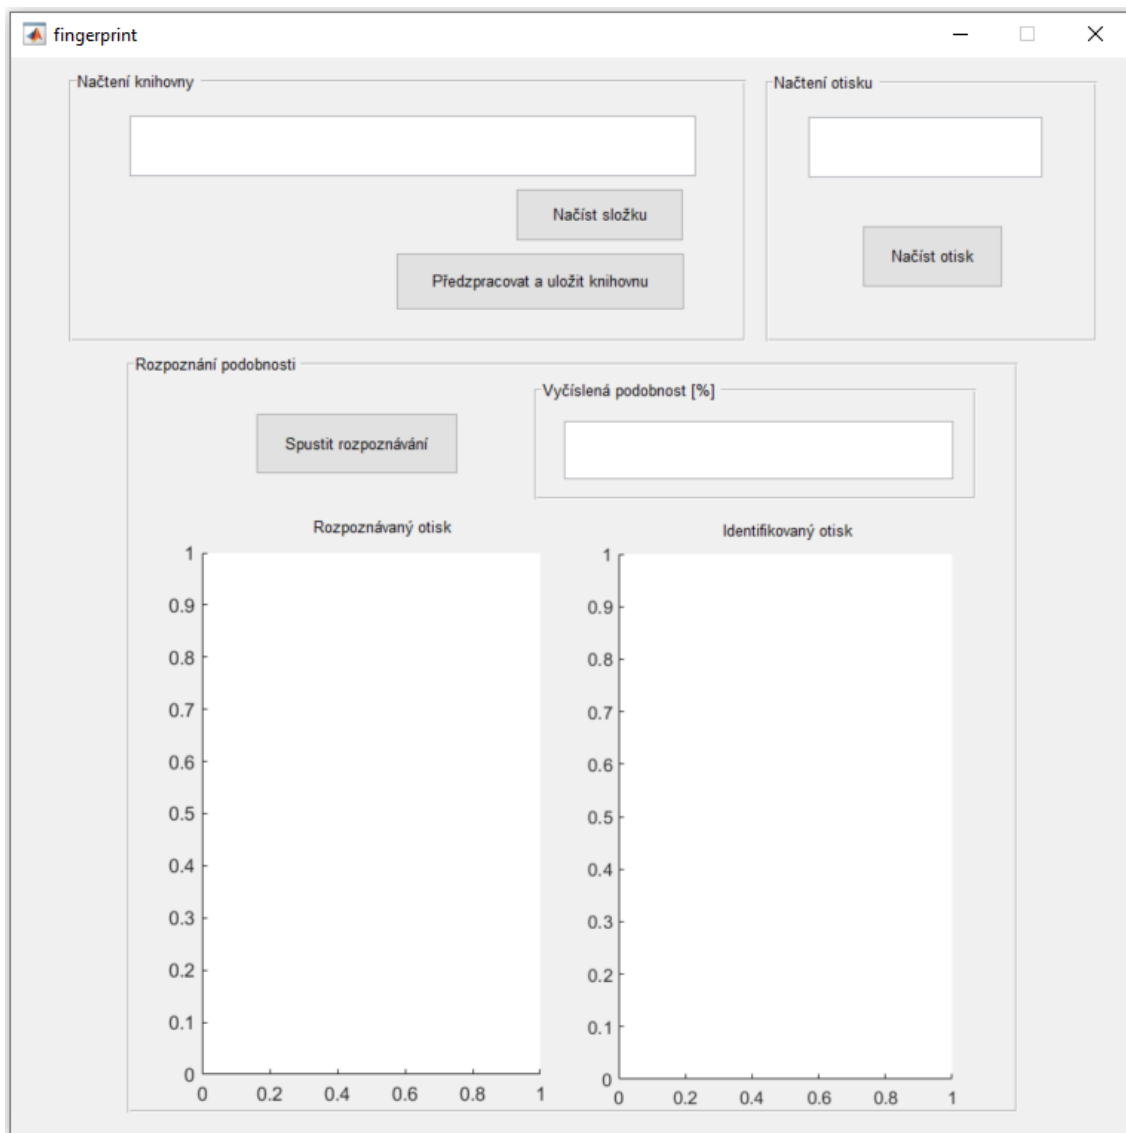 fingerprint
Načtení knihovny
Načtení otisku
Načíst složku
Načíst otisk
Předzpracovat a uložit knihovnu
Rozpoznání podobnosti
Vyčíslená podobnost [%]
Spustit rozpoznávání
Rozpoznávaný otisk
Identifikovaný otisk
1
0.9
0.8
0.7
0.6
0.5
0.4
0.3
0.2
0.1
0
0 0.2 0.4 0.6 0.8 1
1
0.9
0.8
0.7
0.6
0.5
0.4
0.3
0.2
0.1
0
0 0.2 0.4 0.6 0.8 1